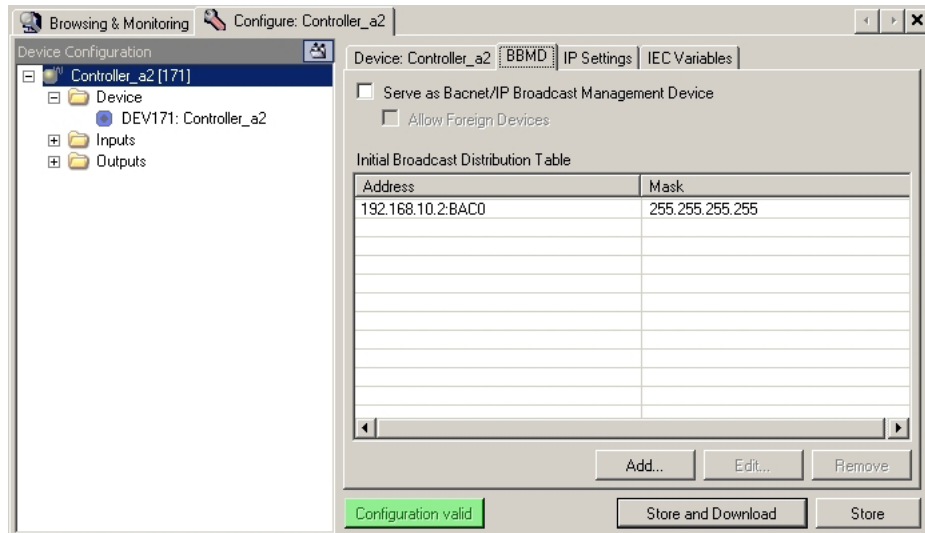 Browsing & Monitoring
Configure: Controller_a2
Device Configuration
Controller_a2 [171]
Device
DEV171: Controller_a2
Inputs
Outputs
Device: Controller_a2
BBMD
IP Settings
IEC Variables
Serve as Bacnet/IP Broadcast Management Device
Allow Foreign Devices
Initial Broadcast Distribution Table
Address Mask
192.168.10.2:BAC0 255.255.255.255
Add... Edit... Remove
Configuration valid Store and Download Store